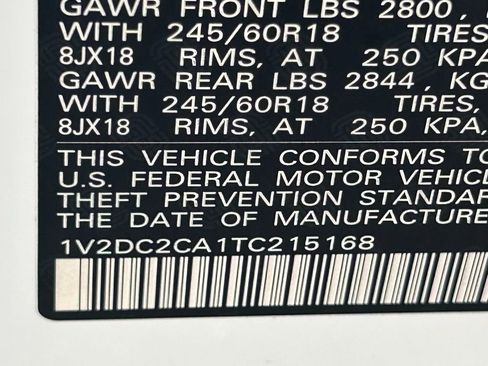 GAWR FRONT LBS 2800,
WITH 245/60R18 TIRES
8JX18 RIMS, AT 250 KPA
GAWR REAR LBS 2844, KG
WITH 245/60R18 TIRES,
8JX18 RIMS, AT 250 KPA,
THIS VEHICLE CONFORMS TO
U.S. FEDERAL MOTOR VEHIC
THEFT PREVENTION STANDAR
THE DATE OF MANUFACTURE
1V2DC2CA1TC215168